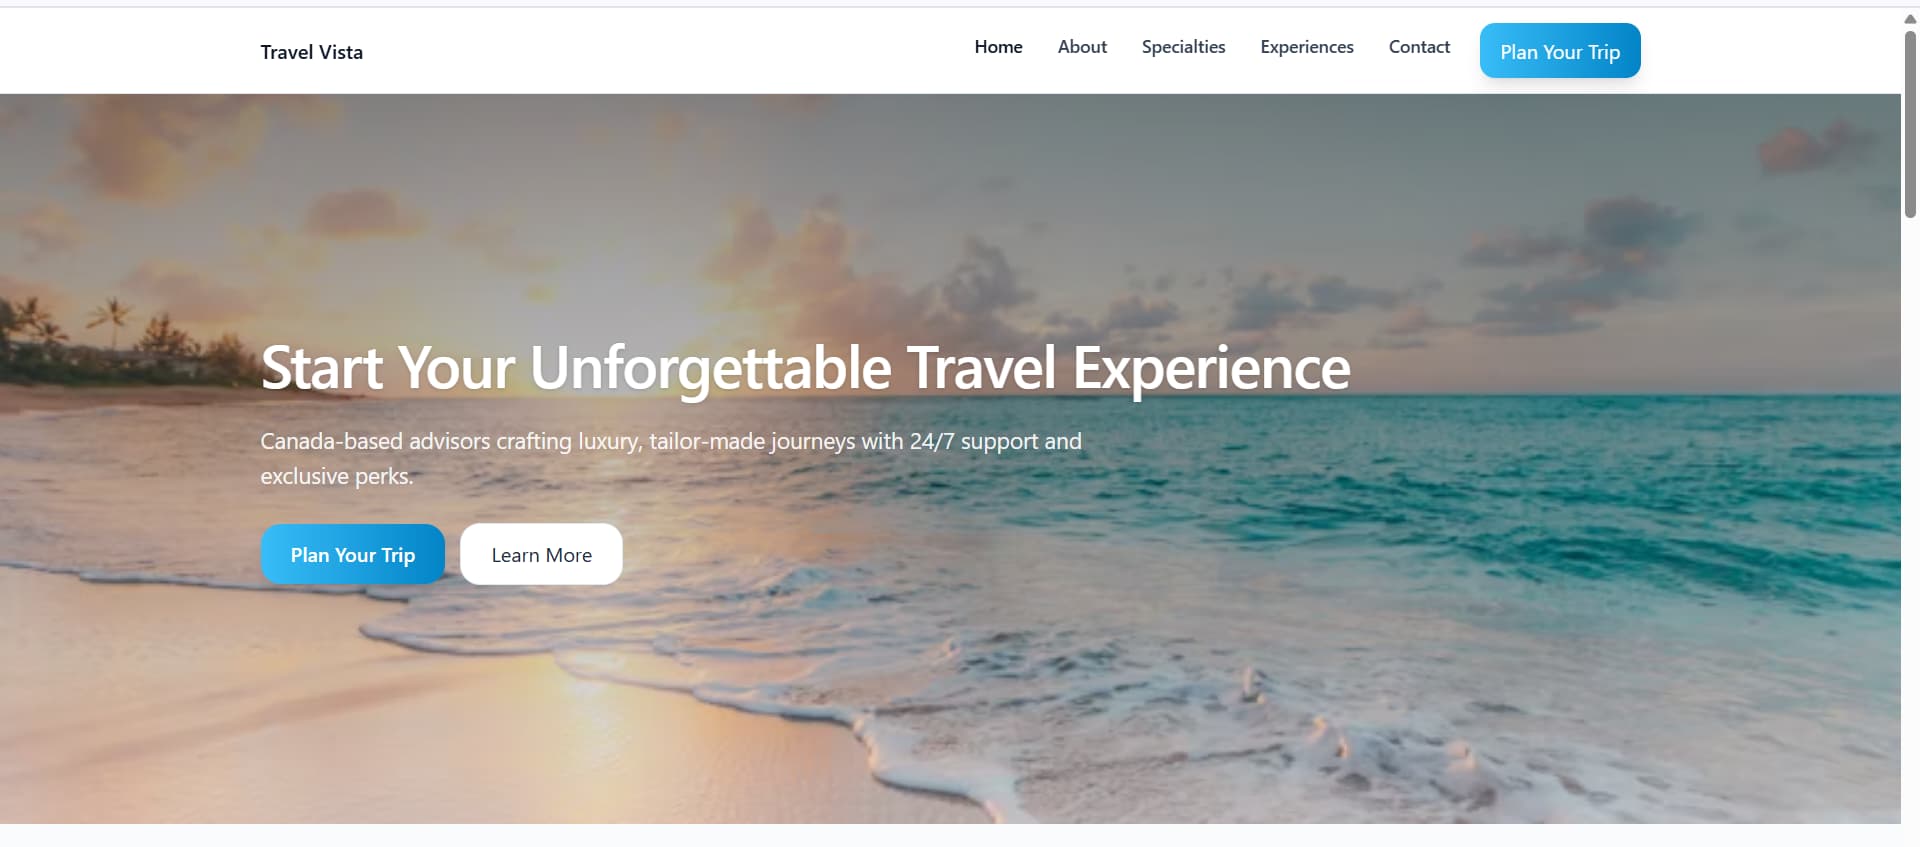 Travel Vista
Home
About
Specialties
Experiences
Contact
Plan Your Trip
Start Your Unforgettable Travel Experience
Canada-based advisors crafting luxury, tailor-made journeys with 24/7 support and
exclusive perks.
Plan Your Trip
Learn More